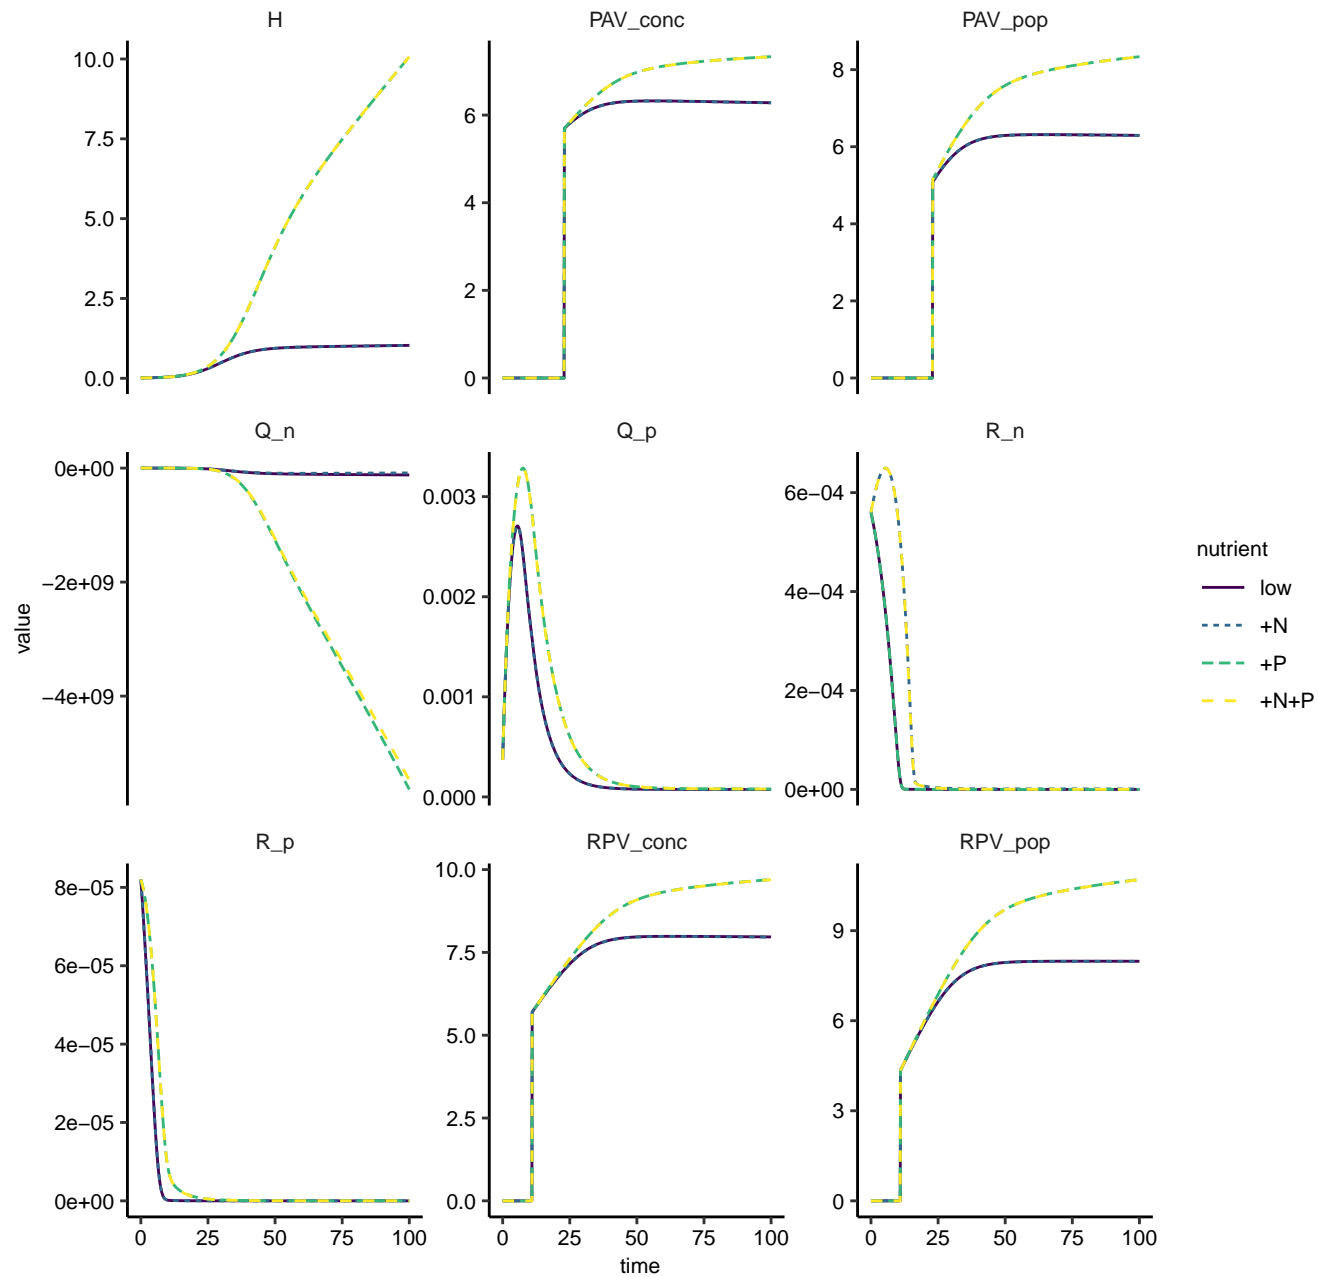 H
PAV_conc
PAV_pop
10.0
7.5
5.0
2.5
0.0
6
4
2
0
8
6
4
2
0
Q_n
Q_p
R_n
0e+00
−2e+09
−4e+09
0.003
0.002
0.001
0.000
6e−04
4e−04
2e−04
0e+00
value
nutrient
low
+N
+P
+N+P
R_p
RPV_conc
RPV_pop
8e−05
6e−05
4e−05
2e−05
0e+00
10.0
7.5
5.0
2.5
0.0
9
6
3
0
0 25 50 75 100
0 25 50 75 100
0 25 50 75 100
time